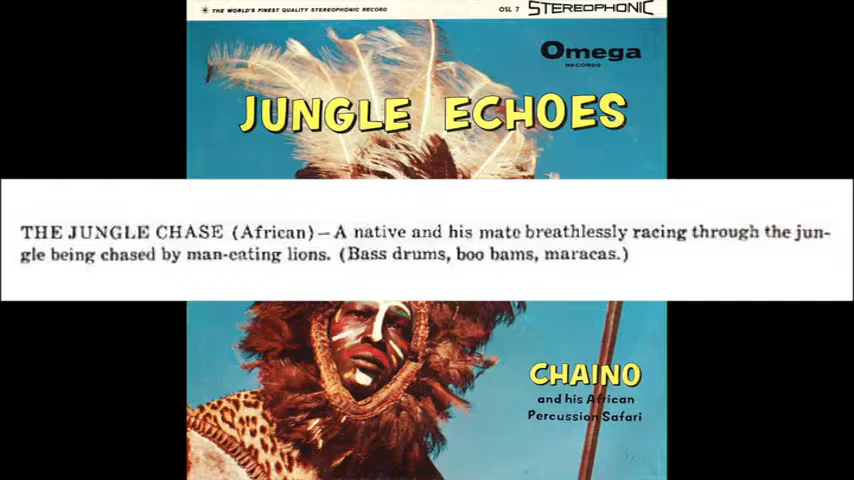 * THE WORLD'S FINEST QUALITY STEREOPHONIC RECORD
OSL 7 STEREOPHONIC
Omega
RECORDS
JUNGLE ECHOES
THE JUNGLE CHASE (African) – A native and his mate breathlessly racing through the jun-
gle being chased by man-eating lions. (Bass drums, boo bams, maracas.)
CHAINO
and his African
Percussion Safari